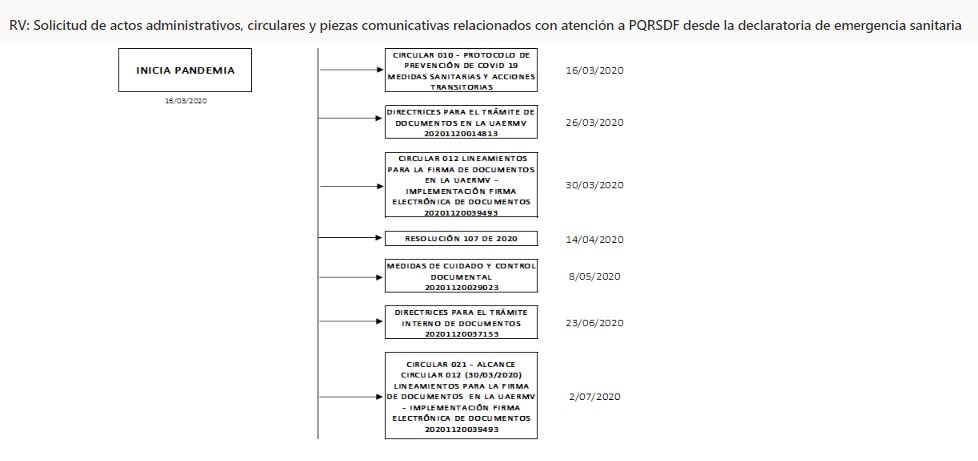 RV: Solicitud de actos administrativos, circulares y piezas comunicativas relacionados con atención a PQRSDF desde la declaratoria de emergencia sanitaria
INICIA PANDEMIA
16/03/2020
CIRCULAR 010 – PROTOCOLO DE
PREVENCIÓN DE COVID 19
MEDIDAS SANITARIAS Y ACCIONES
TRANSITORIAS
16/03/2020
DIRECTRICES PARA EL TRÁMITE DE
DOCUMENTOS EN LA UAERMV
20201120014813
26/03/2020
CIRCULAR 012 LINEAMIENTOS
PARA LA FIRMA DE DOCUMENTOS
EN LA UAERMV –
IMPLEMENTACIÓN FIRMA
ELECTRÓNICA DE DOCUMENTOS
20201120039493
30/03/2020
RESOLUCIÓN 107 DE 2020
14/04/2020
MEDIDAS DE CUIDADO Y CONTROL
DOCUMENTAL
20201120029023
8/05/2020
DIRECTRICES PARA EL TRÁMITE
INTERNO DE DOCUMENTOS
20201120037153
23/06/2020
CIRCULAR 021 – ALCANCE
CIRCULAR 012 (30/03/2020)
LINEAMIENTOS PARA LA FIRMA
DE DOCUMENTOS EN LA UAERMV
– IMPLEMENTACIÓN FIRMA
ELECTRÓNICA DE DOCUMENTOS
20201120039493
2/07/2020